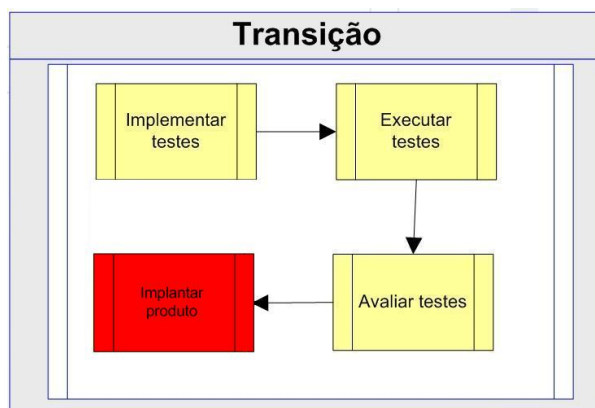 Transição
Implementar
testes
Executar
testes
Implantar
produto
Avaliar testes